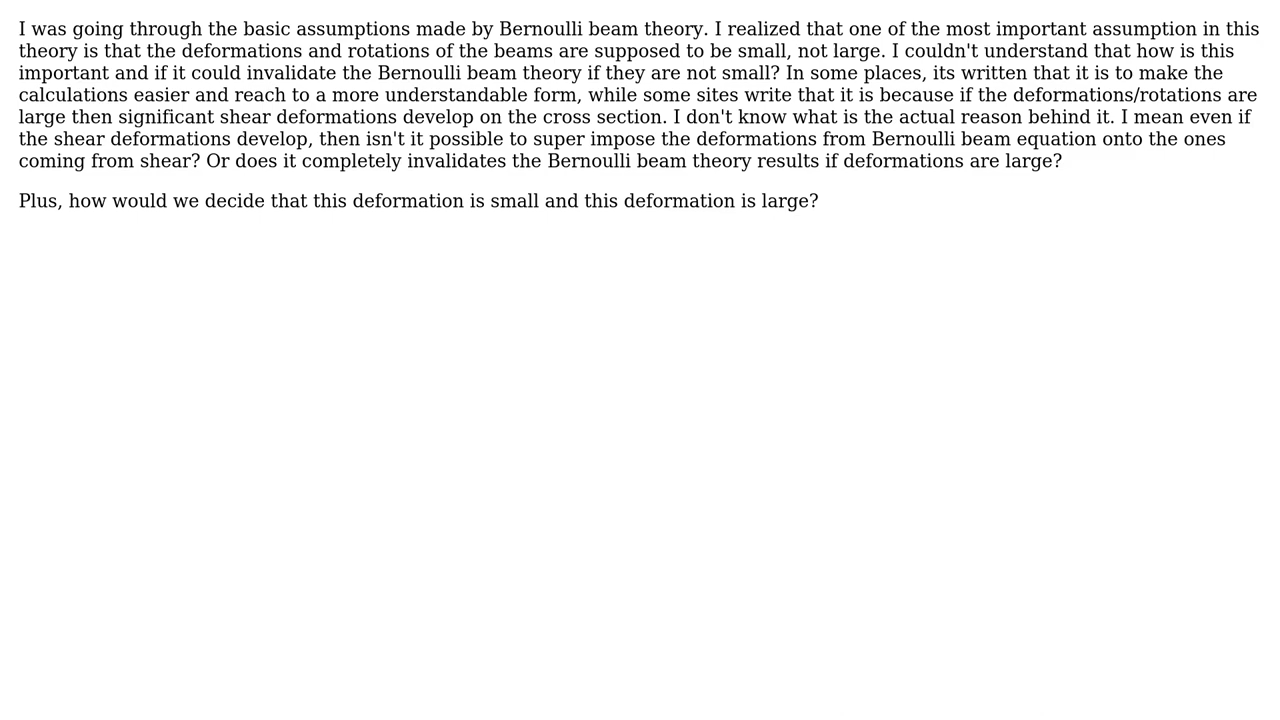 I was going through the basic assumptions made by Bernoulli beam theory. I realized that one of the most important assumption in this
theory is that the deformations and rotations of the beams are supposed to be small, not large. I couldn't understand that how is this
important and if it could invalidate the Bernoulli beam theory if they are not small? In some places, its written that it is to make the
calculations easier and reach to a more understandable form, while some sites write that it is because if the deformations/rotations are
large then significant shear deformations develop on the cross section. I don't know what is the actual reason behind it. I mean even if
the shear deformations develop, then isn't it possible to super impose the deformations from Bernoulli beam equation onto the ones
coming from shear? Or does it completely invalidates the Bernoulli beam theory results if deformations are large?
Plus, how would we decide that this deformation is small and this deformation is large?